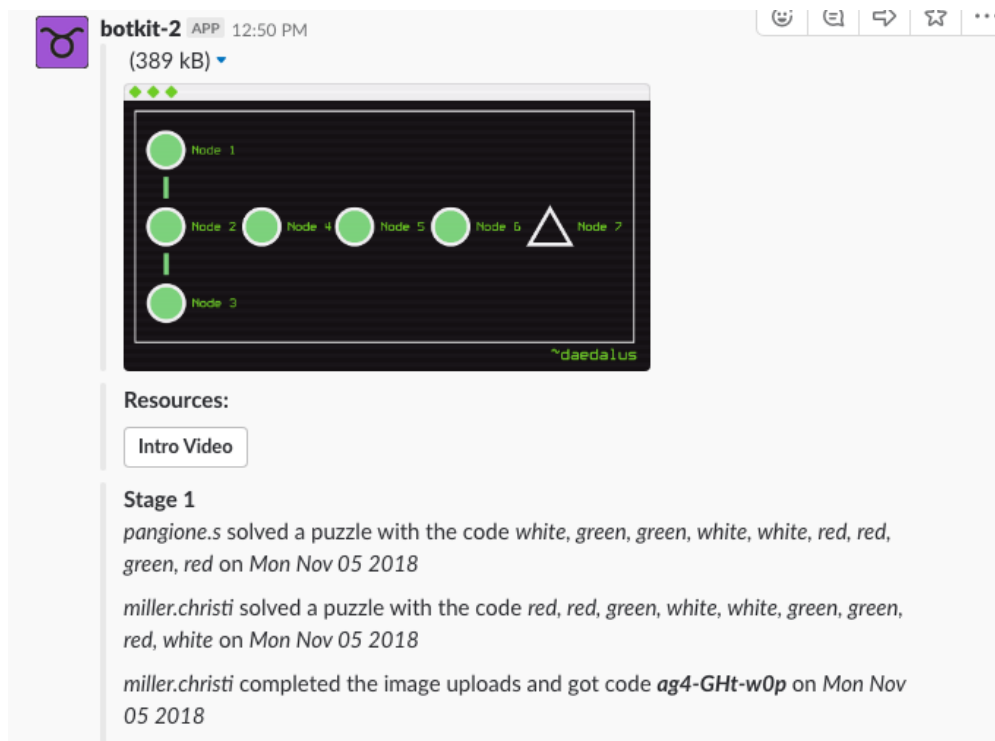 botkit-2 APP 12:50 PM
(389 kB)
Node 1
Node 2 Node 4 Node 5 Node 6 Node 7
Node 3
~daedalus
Resources:
Intro Video
Stage 1
pangione.s solved a puzzle with the code white, green, green, white, white, red, red,
green, red on Mon Nov 05 2018
miller.christi solved a puzzle with the code red, red, green, white, white, green, green,
red, white on Mon Nov 05 2018
miller.christi completed the image uploads and got code ag4-GHt-w0p on Mon Nov
05 2018